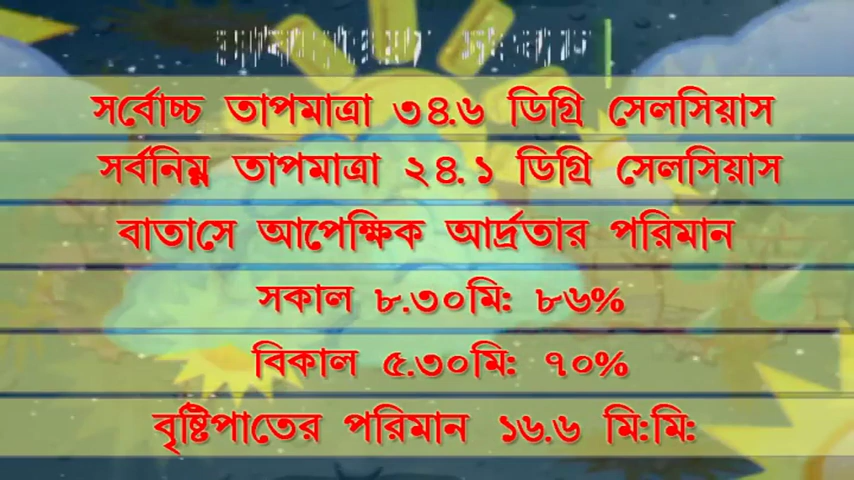 সর্বোচ্চ তাপমাত্রা ৩৪.৬ ডিগ্রি সেলসিয়াস
সর্বনিম্ন তাপমাত্রা ২৪.১ ডিগ্রি সেলসিয়াস
বাতাসে আপেক্ষিক আর্দ্রতার পরিমান
সকাল ৮.৩০মি: ৮৬%
বিকাল ৫.৩০মি: ৭০%
বৃষ্টিপাতের পরিমান ১৬.৬ মি:মি: